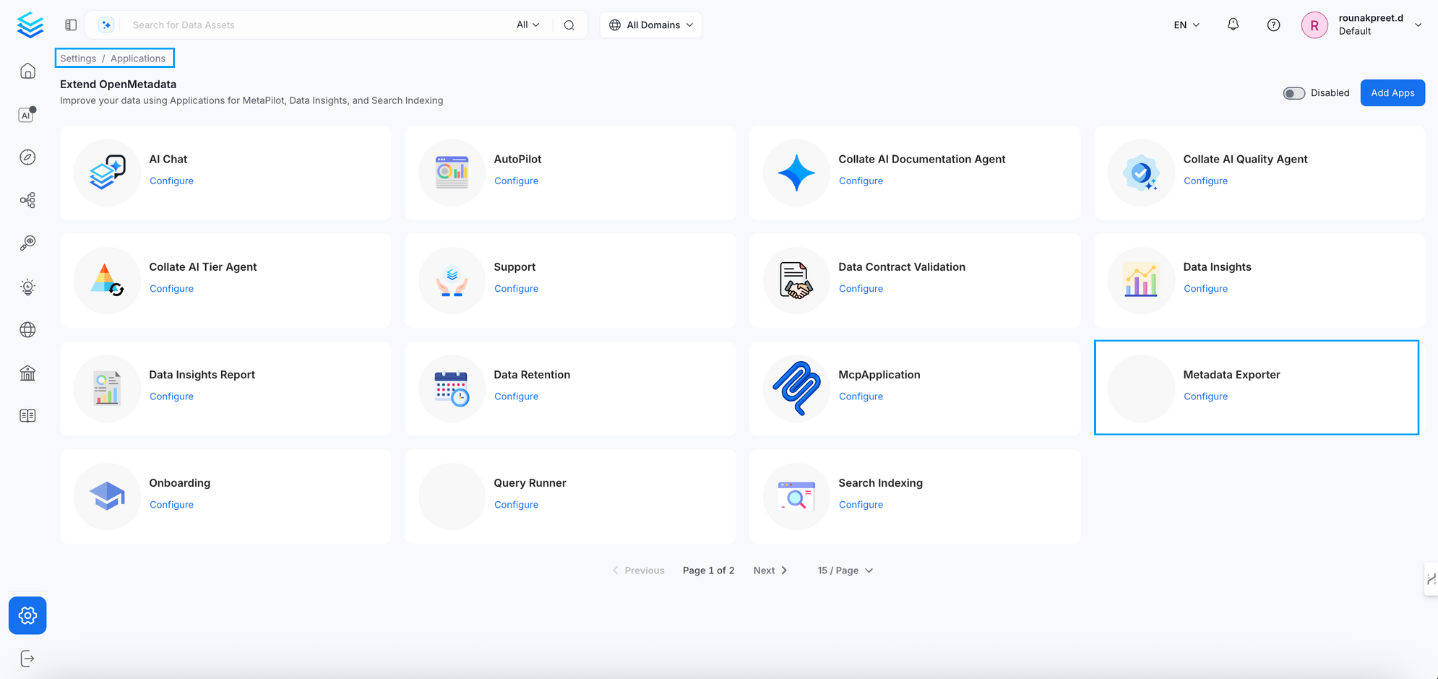 Search for Data Assets
All
All Domains
EN
R
rounakpreet.d
Default
Settings / Applications
Extend OpenMetadata
Improve your data using Applications for MetaPilot, Data Insights, and Search Indexing
Disabled
Add Apps
AI
AI Chat
Configure
AutoPilot
Configure
Collate AI Documentation Agent
Configure
Collate AI Quality Agent
Configure
Collate AI Tier Agent
Configure
Support
Configure
Data Contract Validation
Configure
Data Insights
Configure
Data Insights Report
Configure
Data Retention
Configure
McpApplication
Configure
Metadata Exporter
Configure
Onboarding
Configure
Query Runner
Configure
Search Indexing
Configure
Previous
Page 1 of 2
Next
15 / Page